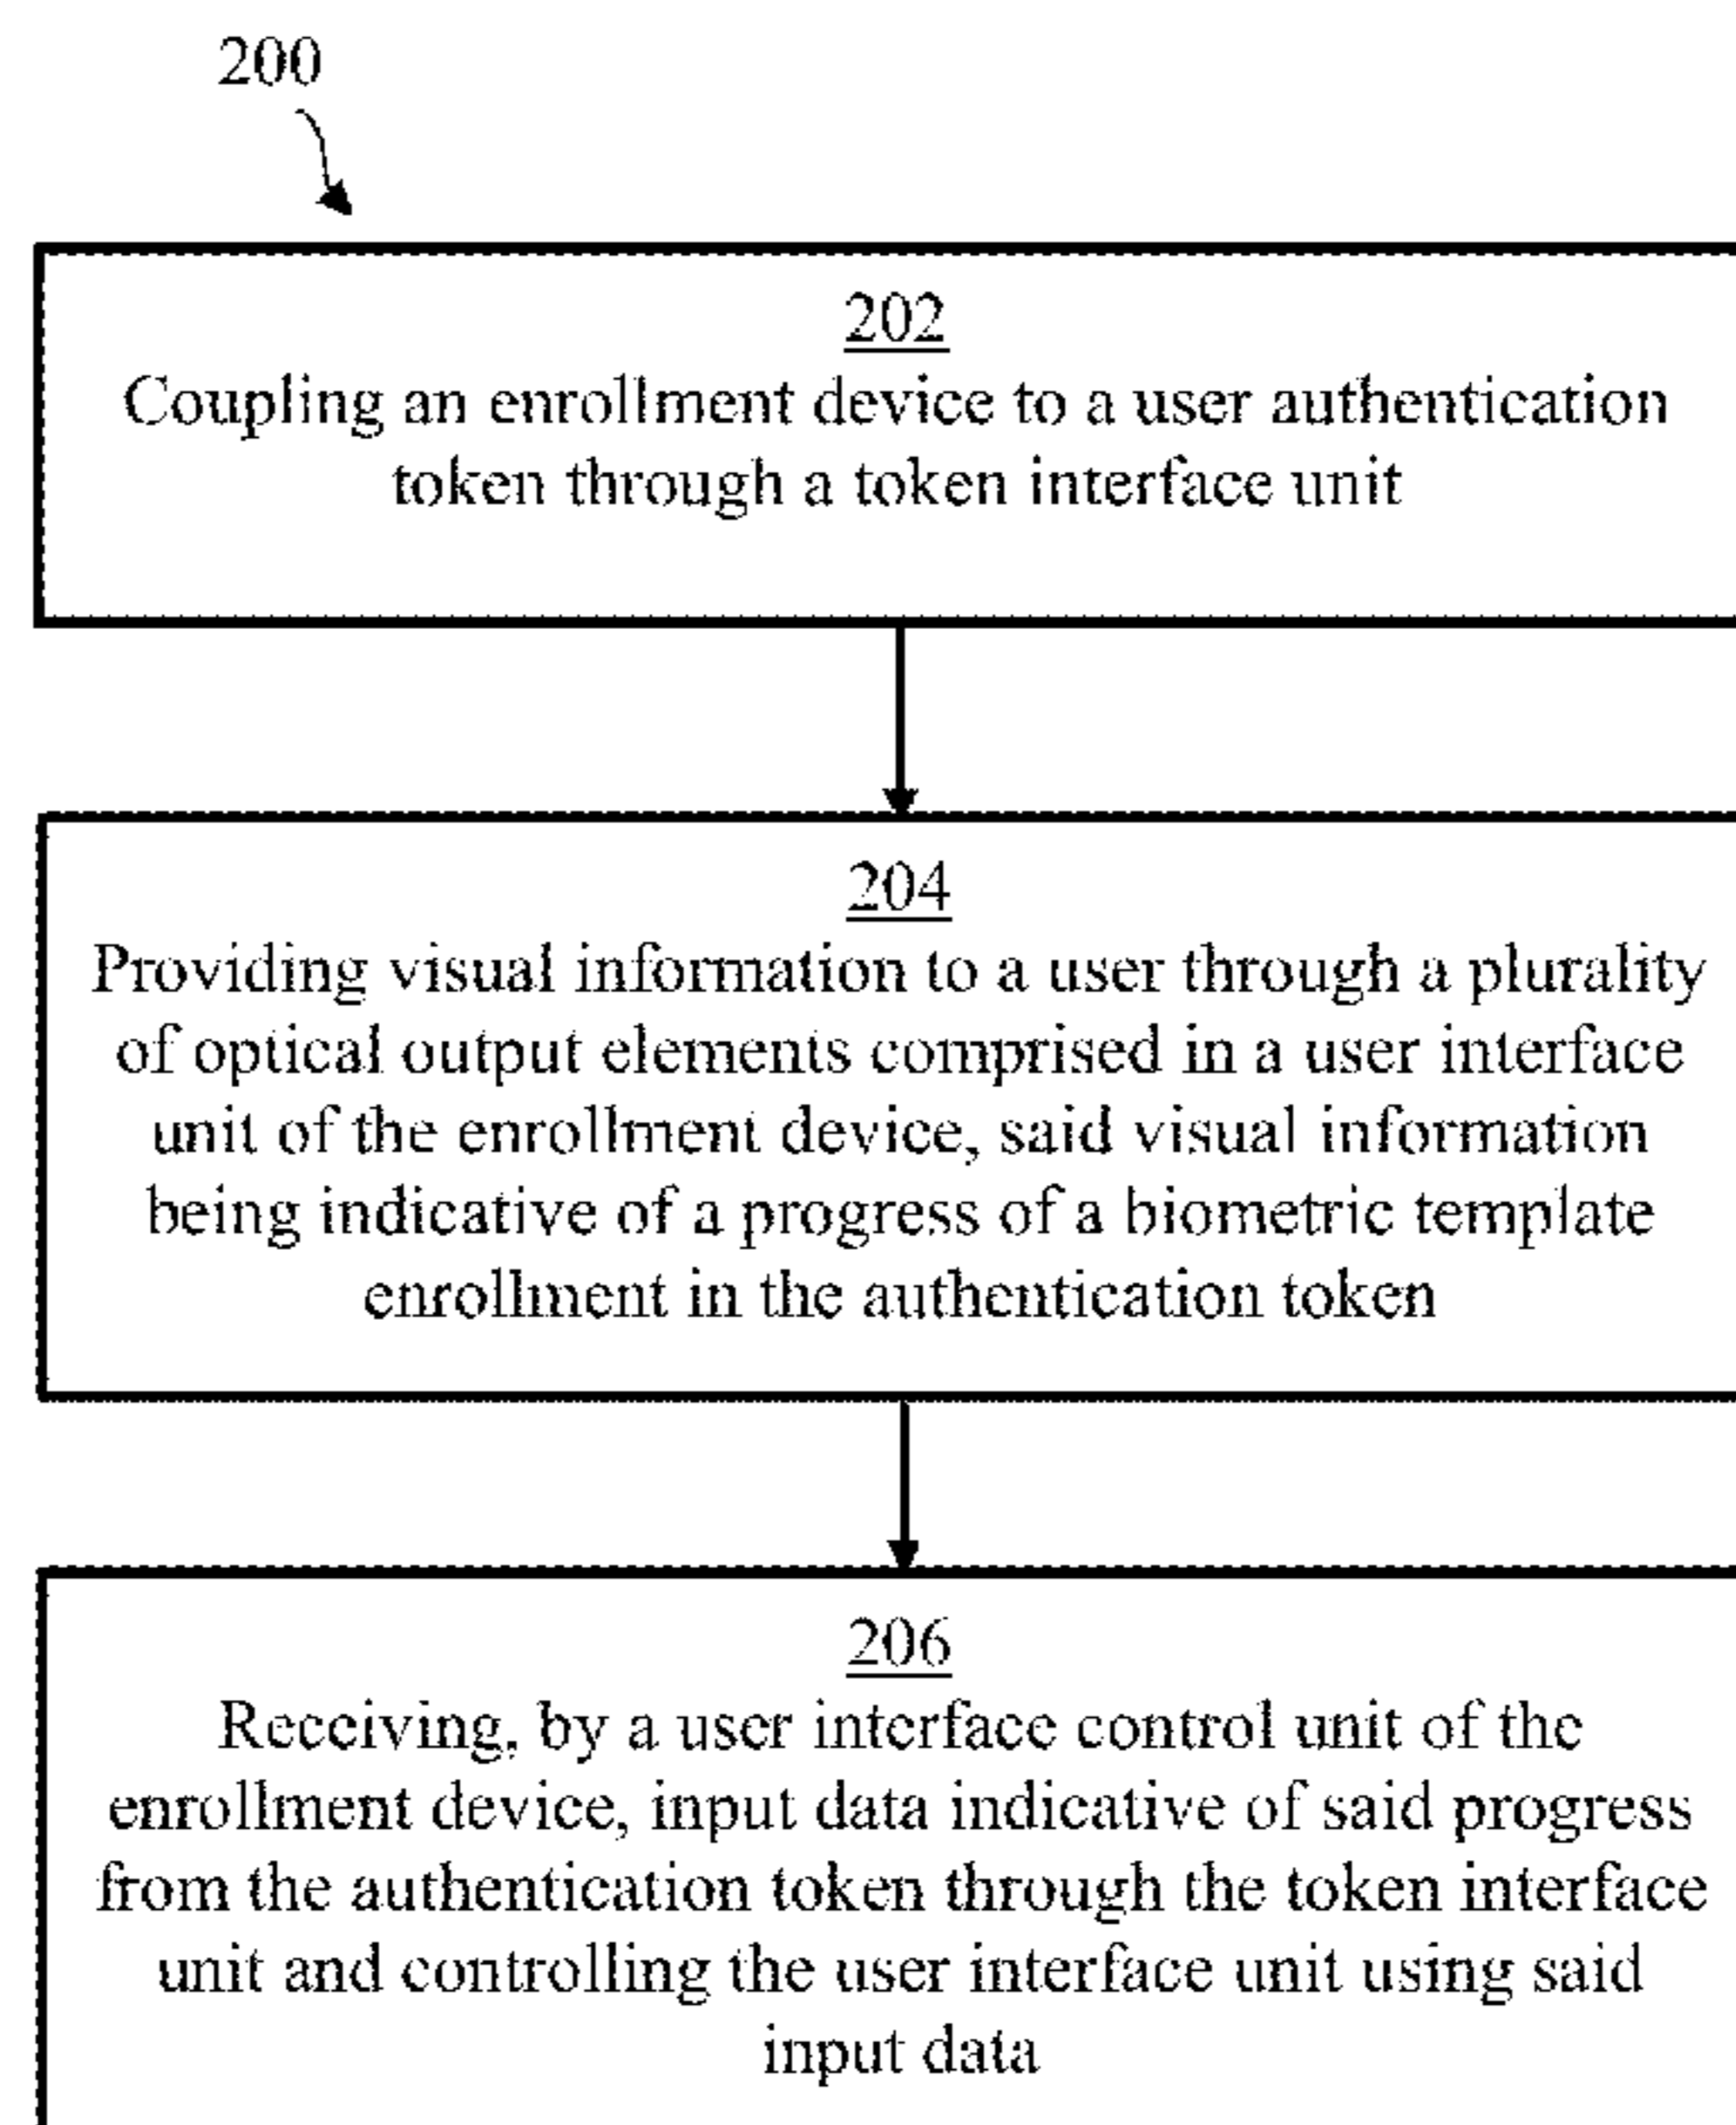 200
202
Coupling an enrollment device to a user authentication
token through a token interface unit
204
Providing visual information to a user through a plurality
of optical output elements comprised in a user interface
unit of the enrollment device, said visual information
being indicative of a progress of a biometric template
enrollment in the authentication token
206
Receiving, by a user interface control unit of the
enrollment device, input data indicative of said progress
from the authentication token through the token interface
unit and controlling the user interface unit using said
input data